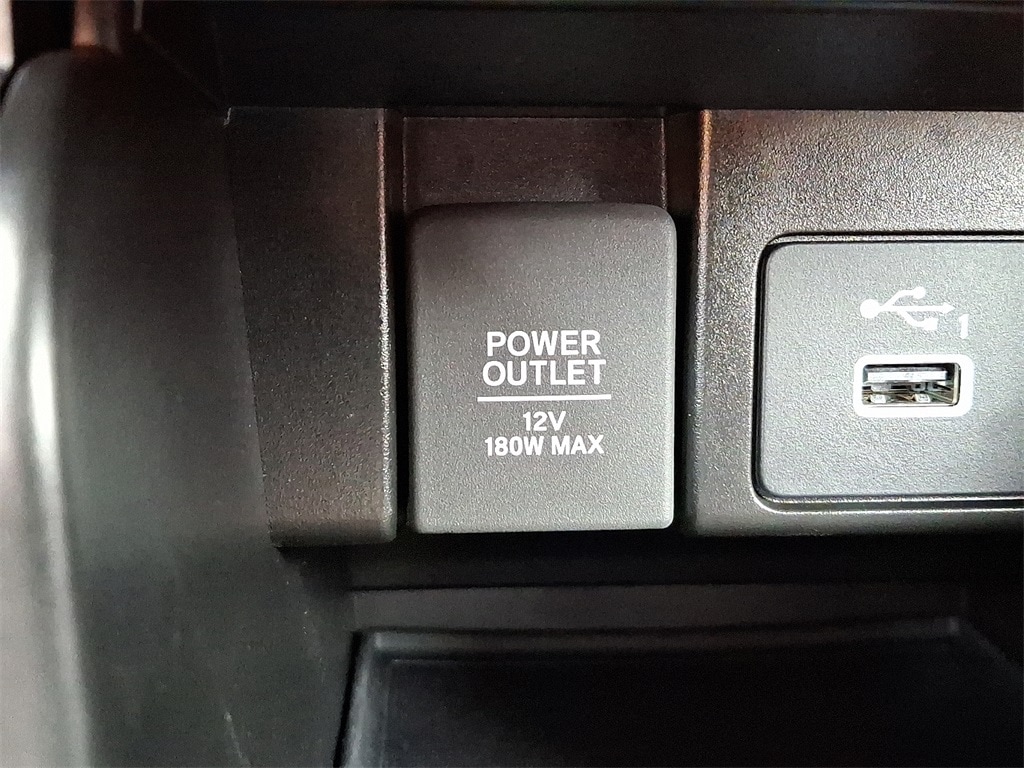 POWER
OUTLET
12V
180W MAX
1